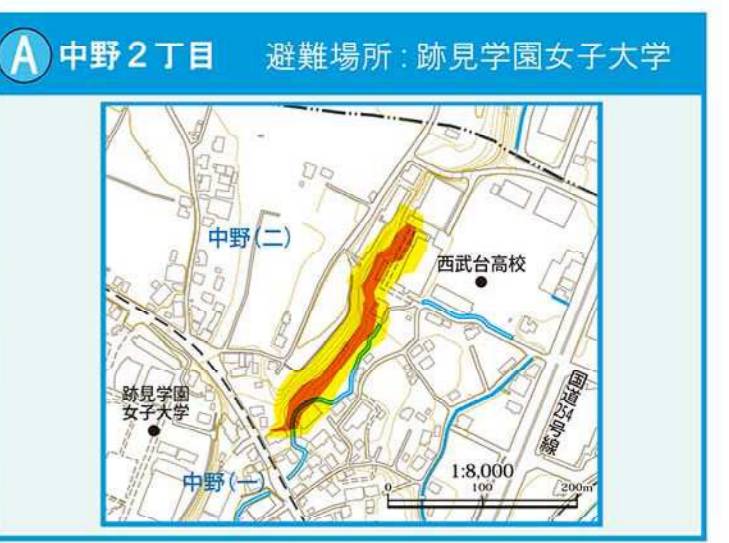 A 中野2丁目 避難場所：跡見学園女子大学
中野(二)
西武台高校
跡見学園
女子大学
国道254号線
中野(一)
1:8,000
0 100 200m